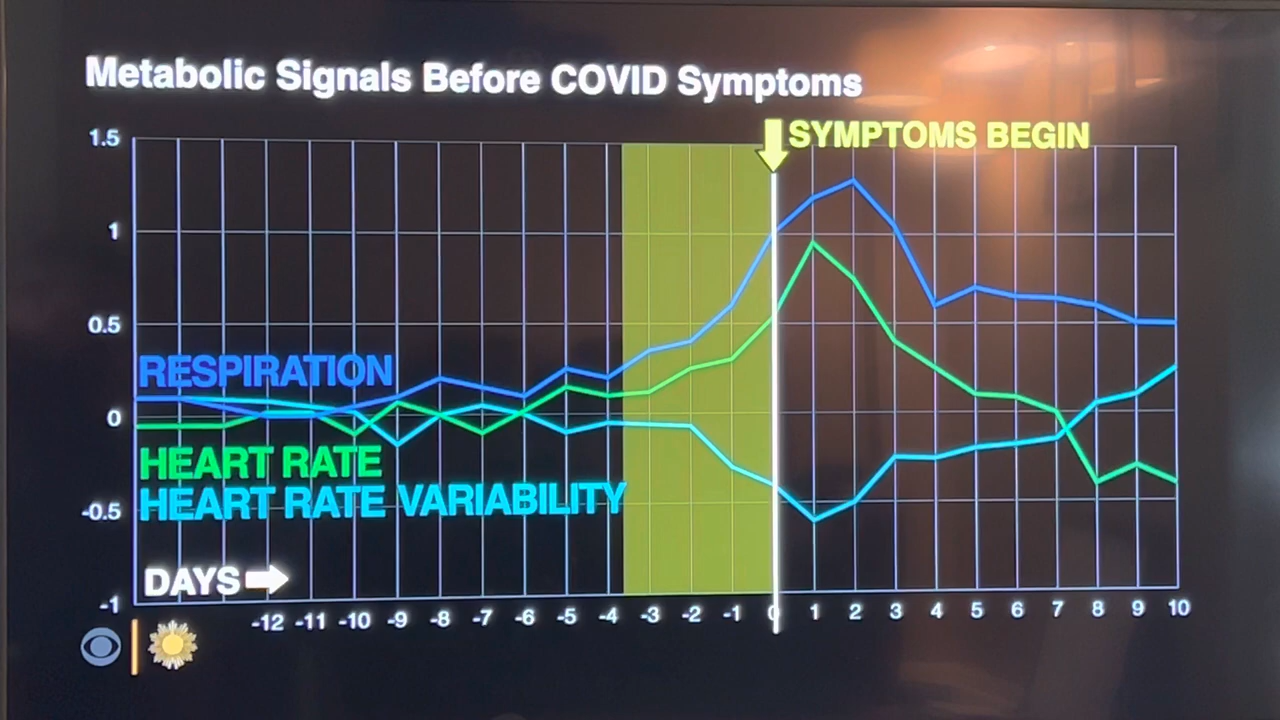 Metabolic Signals Before COVID Symptoms
SYMPTOMS BEGIN
1.5
1
0.5
0
-0.5
-1
RESPIRATION
HEART RATE
HEART RATE VARIABILITY
DAYS
-12 -11 -10 -9 -8 -7 -6 -5 -4 -3 -2 -1 0 1 2 3 4 5 6 7 8 9 10